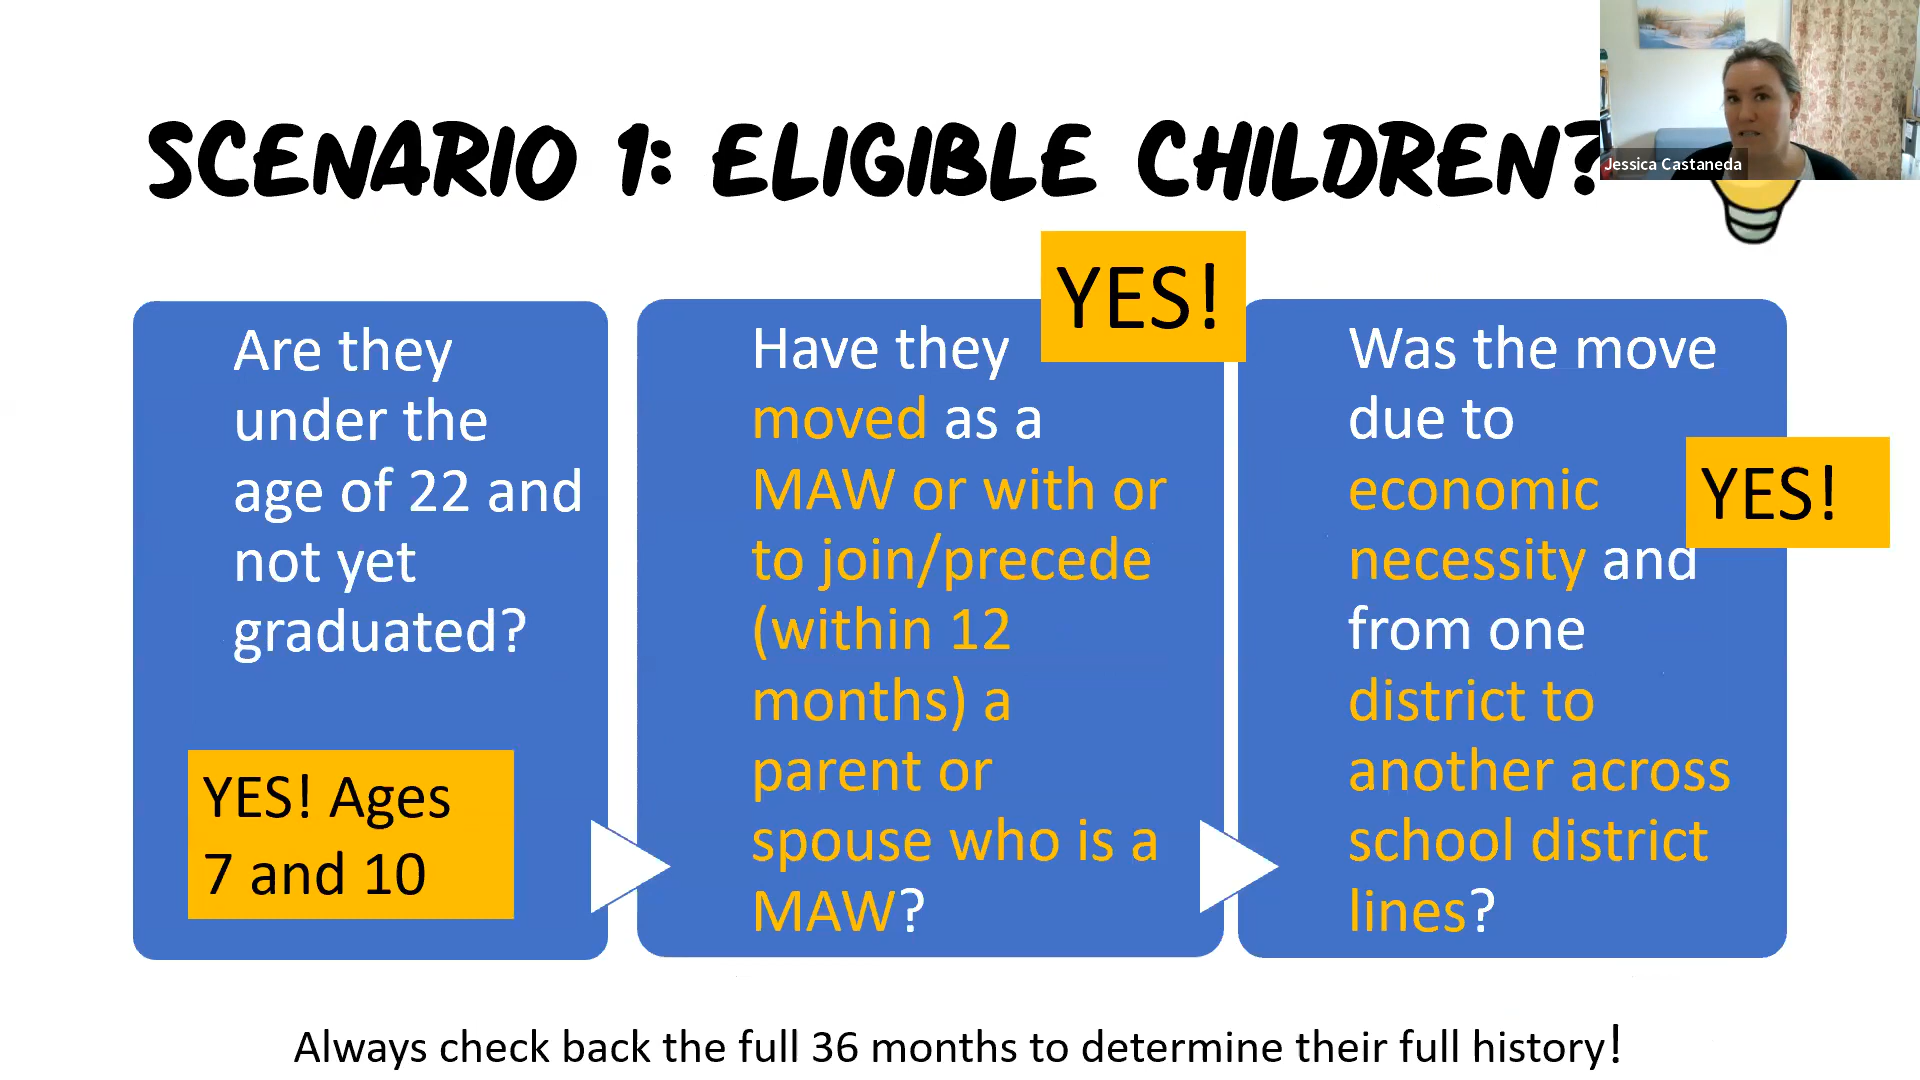 SCENARIO 1: ELIGIBLE CHILDREN?
Jessica Castaneda
Are they
under the
age of 22 and
not yet
graduated?
YES! Ages
7 and 10
YES!
Have they
moved as a
MAW or with or
to join/precede
(within 12
months) a
parent or
spouse who is a
MAW?
Was the move
due to
economic
necessity and
from one
district to
another across
school district
lines?
YES!
Always check back the full 36 months to determine their full history!